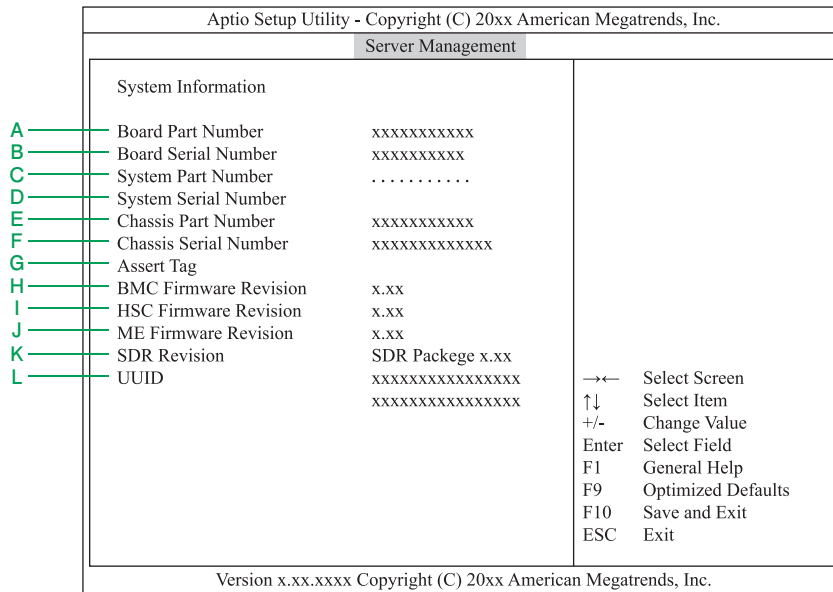 Aptio Setup Utility - Copyright (C) 20xx American Megatrends, Inc.
Server Management
System Information
A Board Part Number xxxxxxxxxxx
B Board Serial Number xxxxxxxxxx
C System Part Number . . . . . . . . . . .
D System Serial Number
E Chassis Part Number xxxxxxxxxxx
F Chassis Serial Number xxxxxxxxxxxxx
G Assert Tag
H BMC Firmware Revision x.xx
I HSC Firmware Revision x.xx
J ME Firmware Revision x.xx
K SDR Revision SDR Packege x.xx
L UUID xxxxxxxxxxxxxxxx
xxxxxxxxxxxxxxxx
→← Select Screen
↑↓ Select Item
+/- Change Value
Enter Select Field
F1 General Help
F9 Optimized Defaults
F10 Save and Exit
ESC Exit
Version x.xx.xxxx Copyright (C) 20xx American Megatrends, Inc.